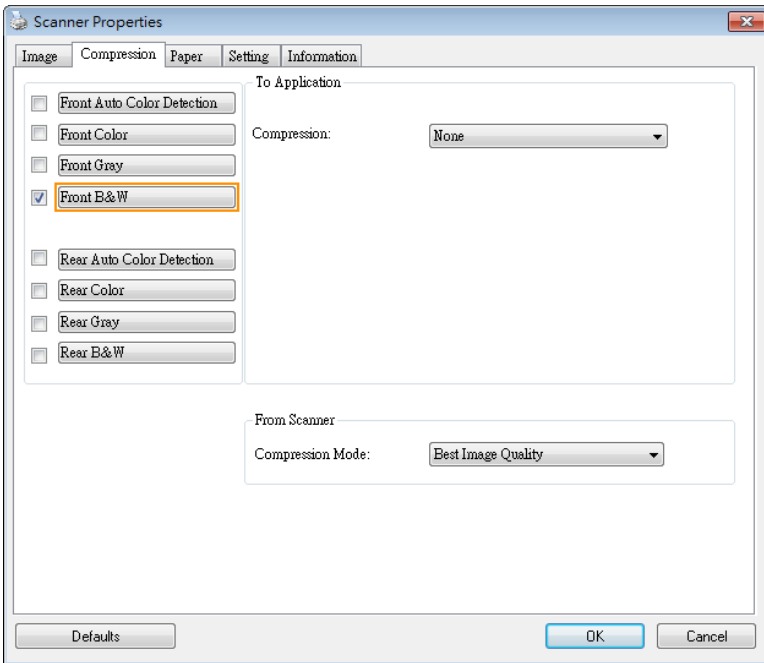 Scanner Properties
Image Compression Paper Setting Information
Front Auto Color Detection
Front Color
Front Gray
Front B&W
Rear Auto Color Detection
Rear Color
Rear Gray
Rear B&W
To Application
Compression: None
From Scanner
Compression Mode: Best Image Quality
Defaults OK Cancel